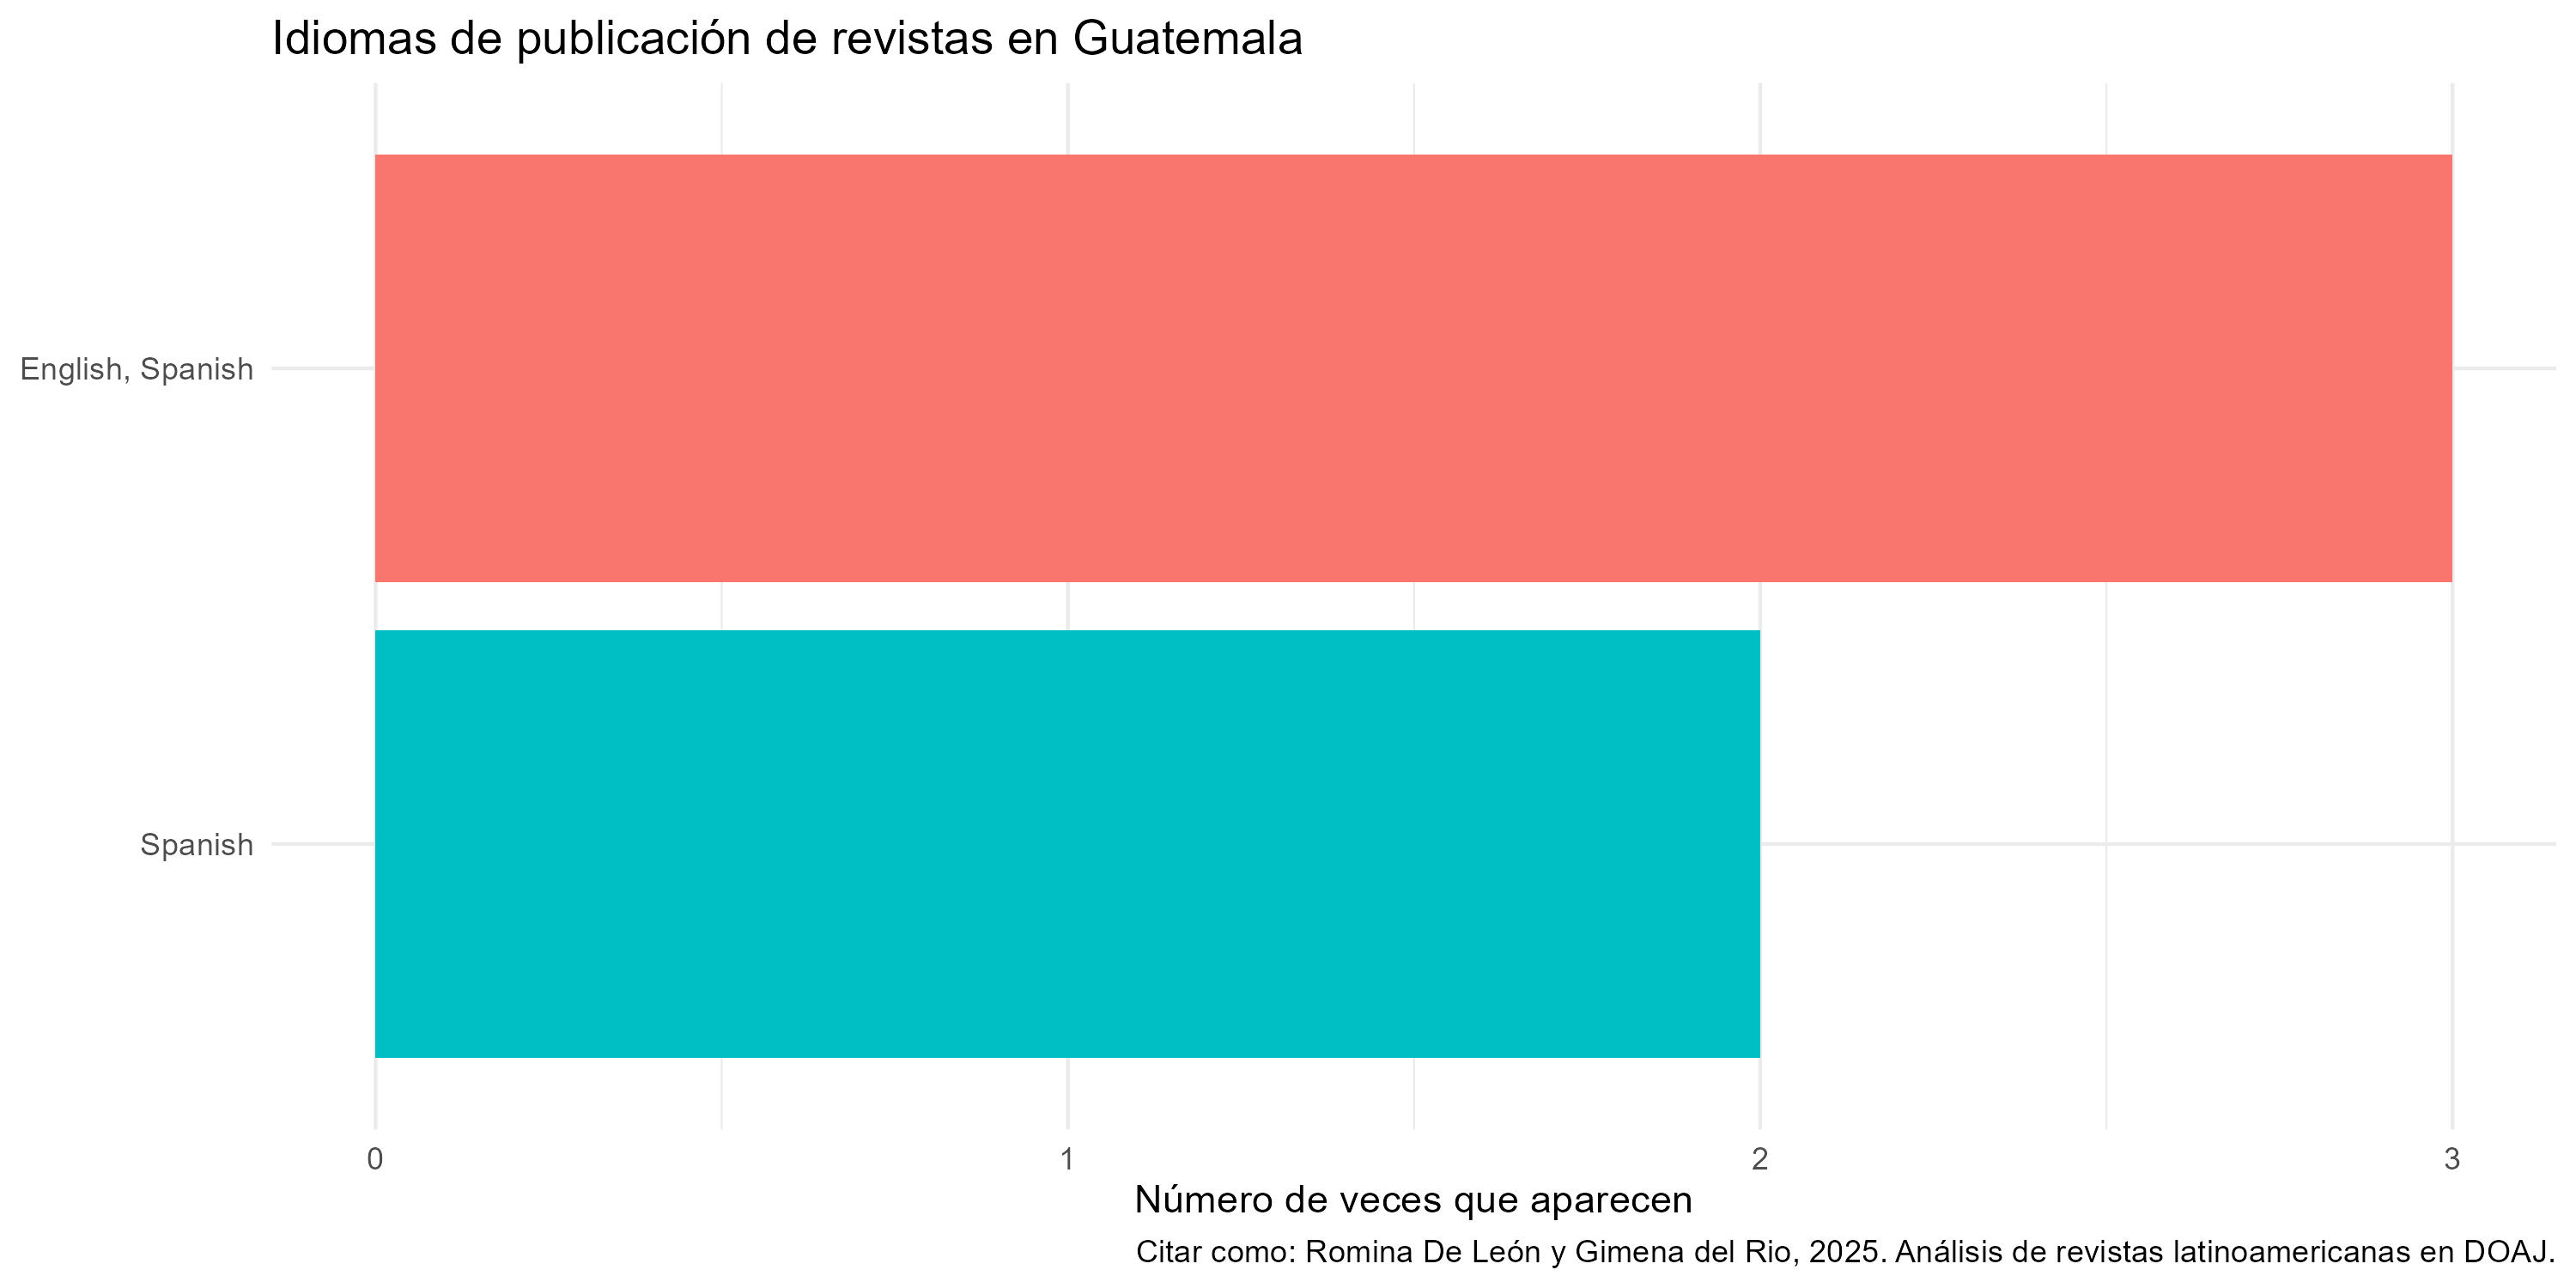 Idiomas de publicación de revistas en Guatemala
English, Spanish
Spanish
0 1 2 3
Número de veces que aparecen
Citar como: Romina De León y Gimena del Rio, 2025. Análisis de revistas latinoamericanas en DOAJ.